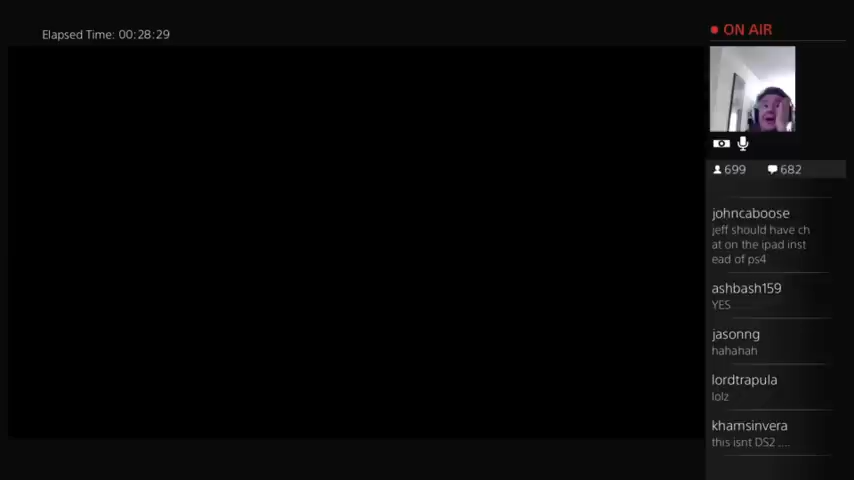 Elapsed Time: 00:28:29
ON AIR
699 682
johncaboose
jeff should have ch
at on the ipad inst
ead of ps4
ashbash159
YES
jasonng
hahahah
lordtrapula
lolz
khamsinvera
this isnt DS2 ....